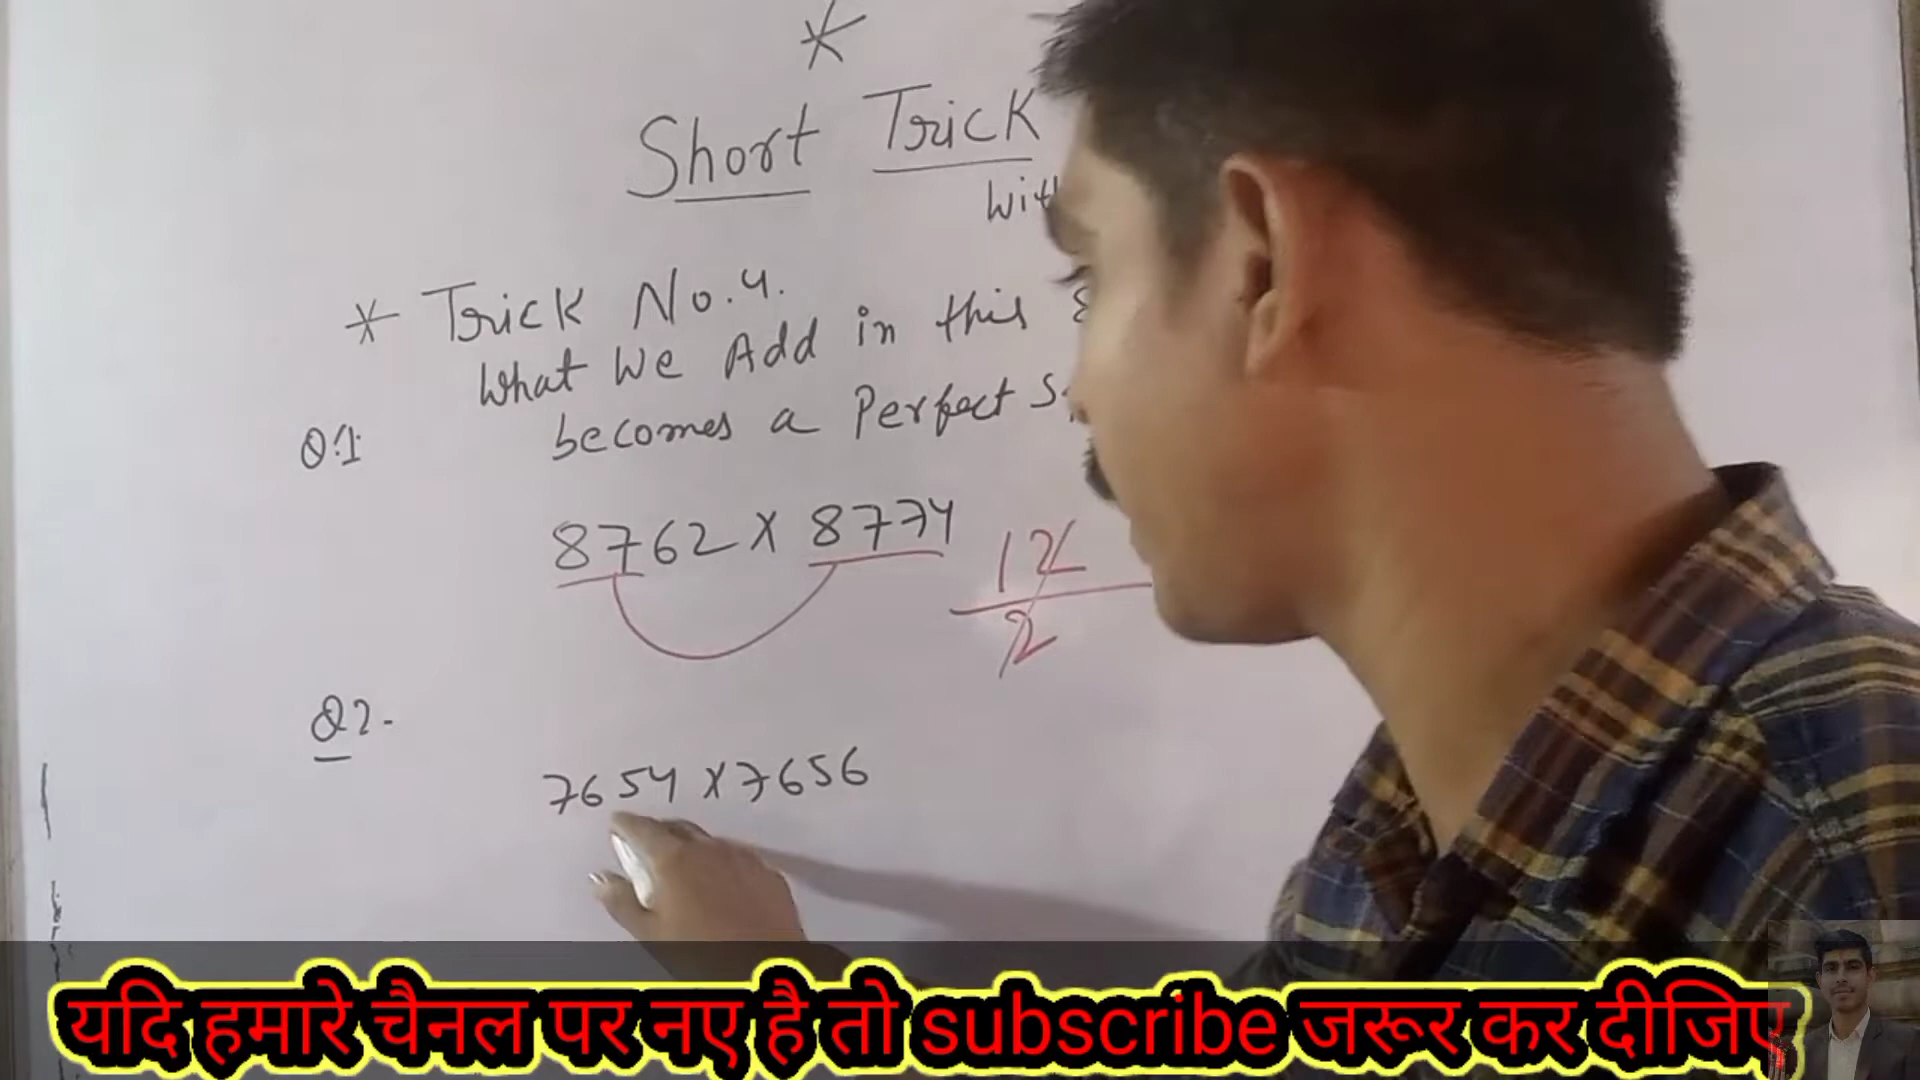 *
Short Trick
* Trick No.4.
What We Add in this
becomes a Perfect
Q.1
8762 x 8774 12
2
Q2.
7654 x 7656
यदि हमारे चैनल पर नए है तो subscribe जरूर कर दीजिए